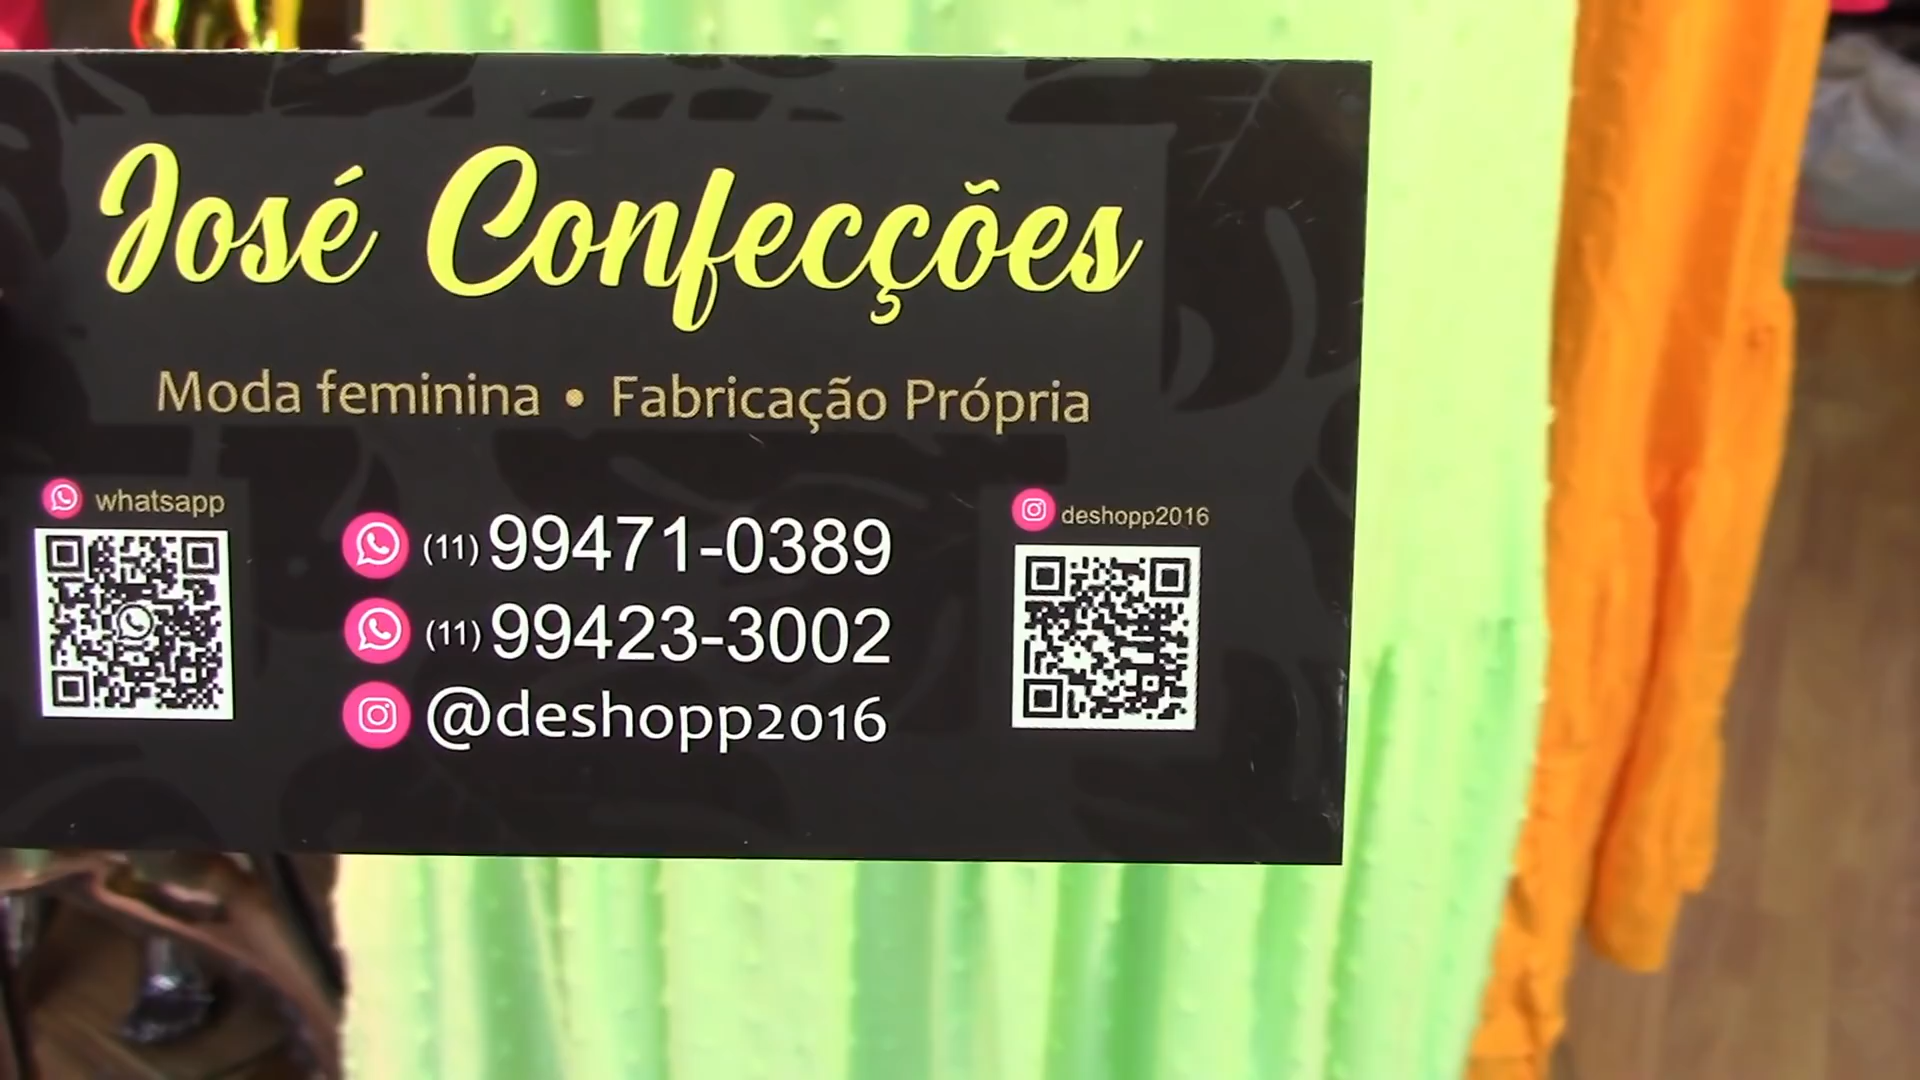 José Confecções
Moda feminina • Fabricação Própria
whatsapp
(11) 99471-0389
(11) 99423-3002
@deshopp2016
deshopp2016